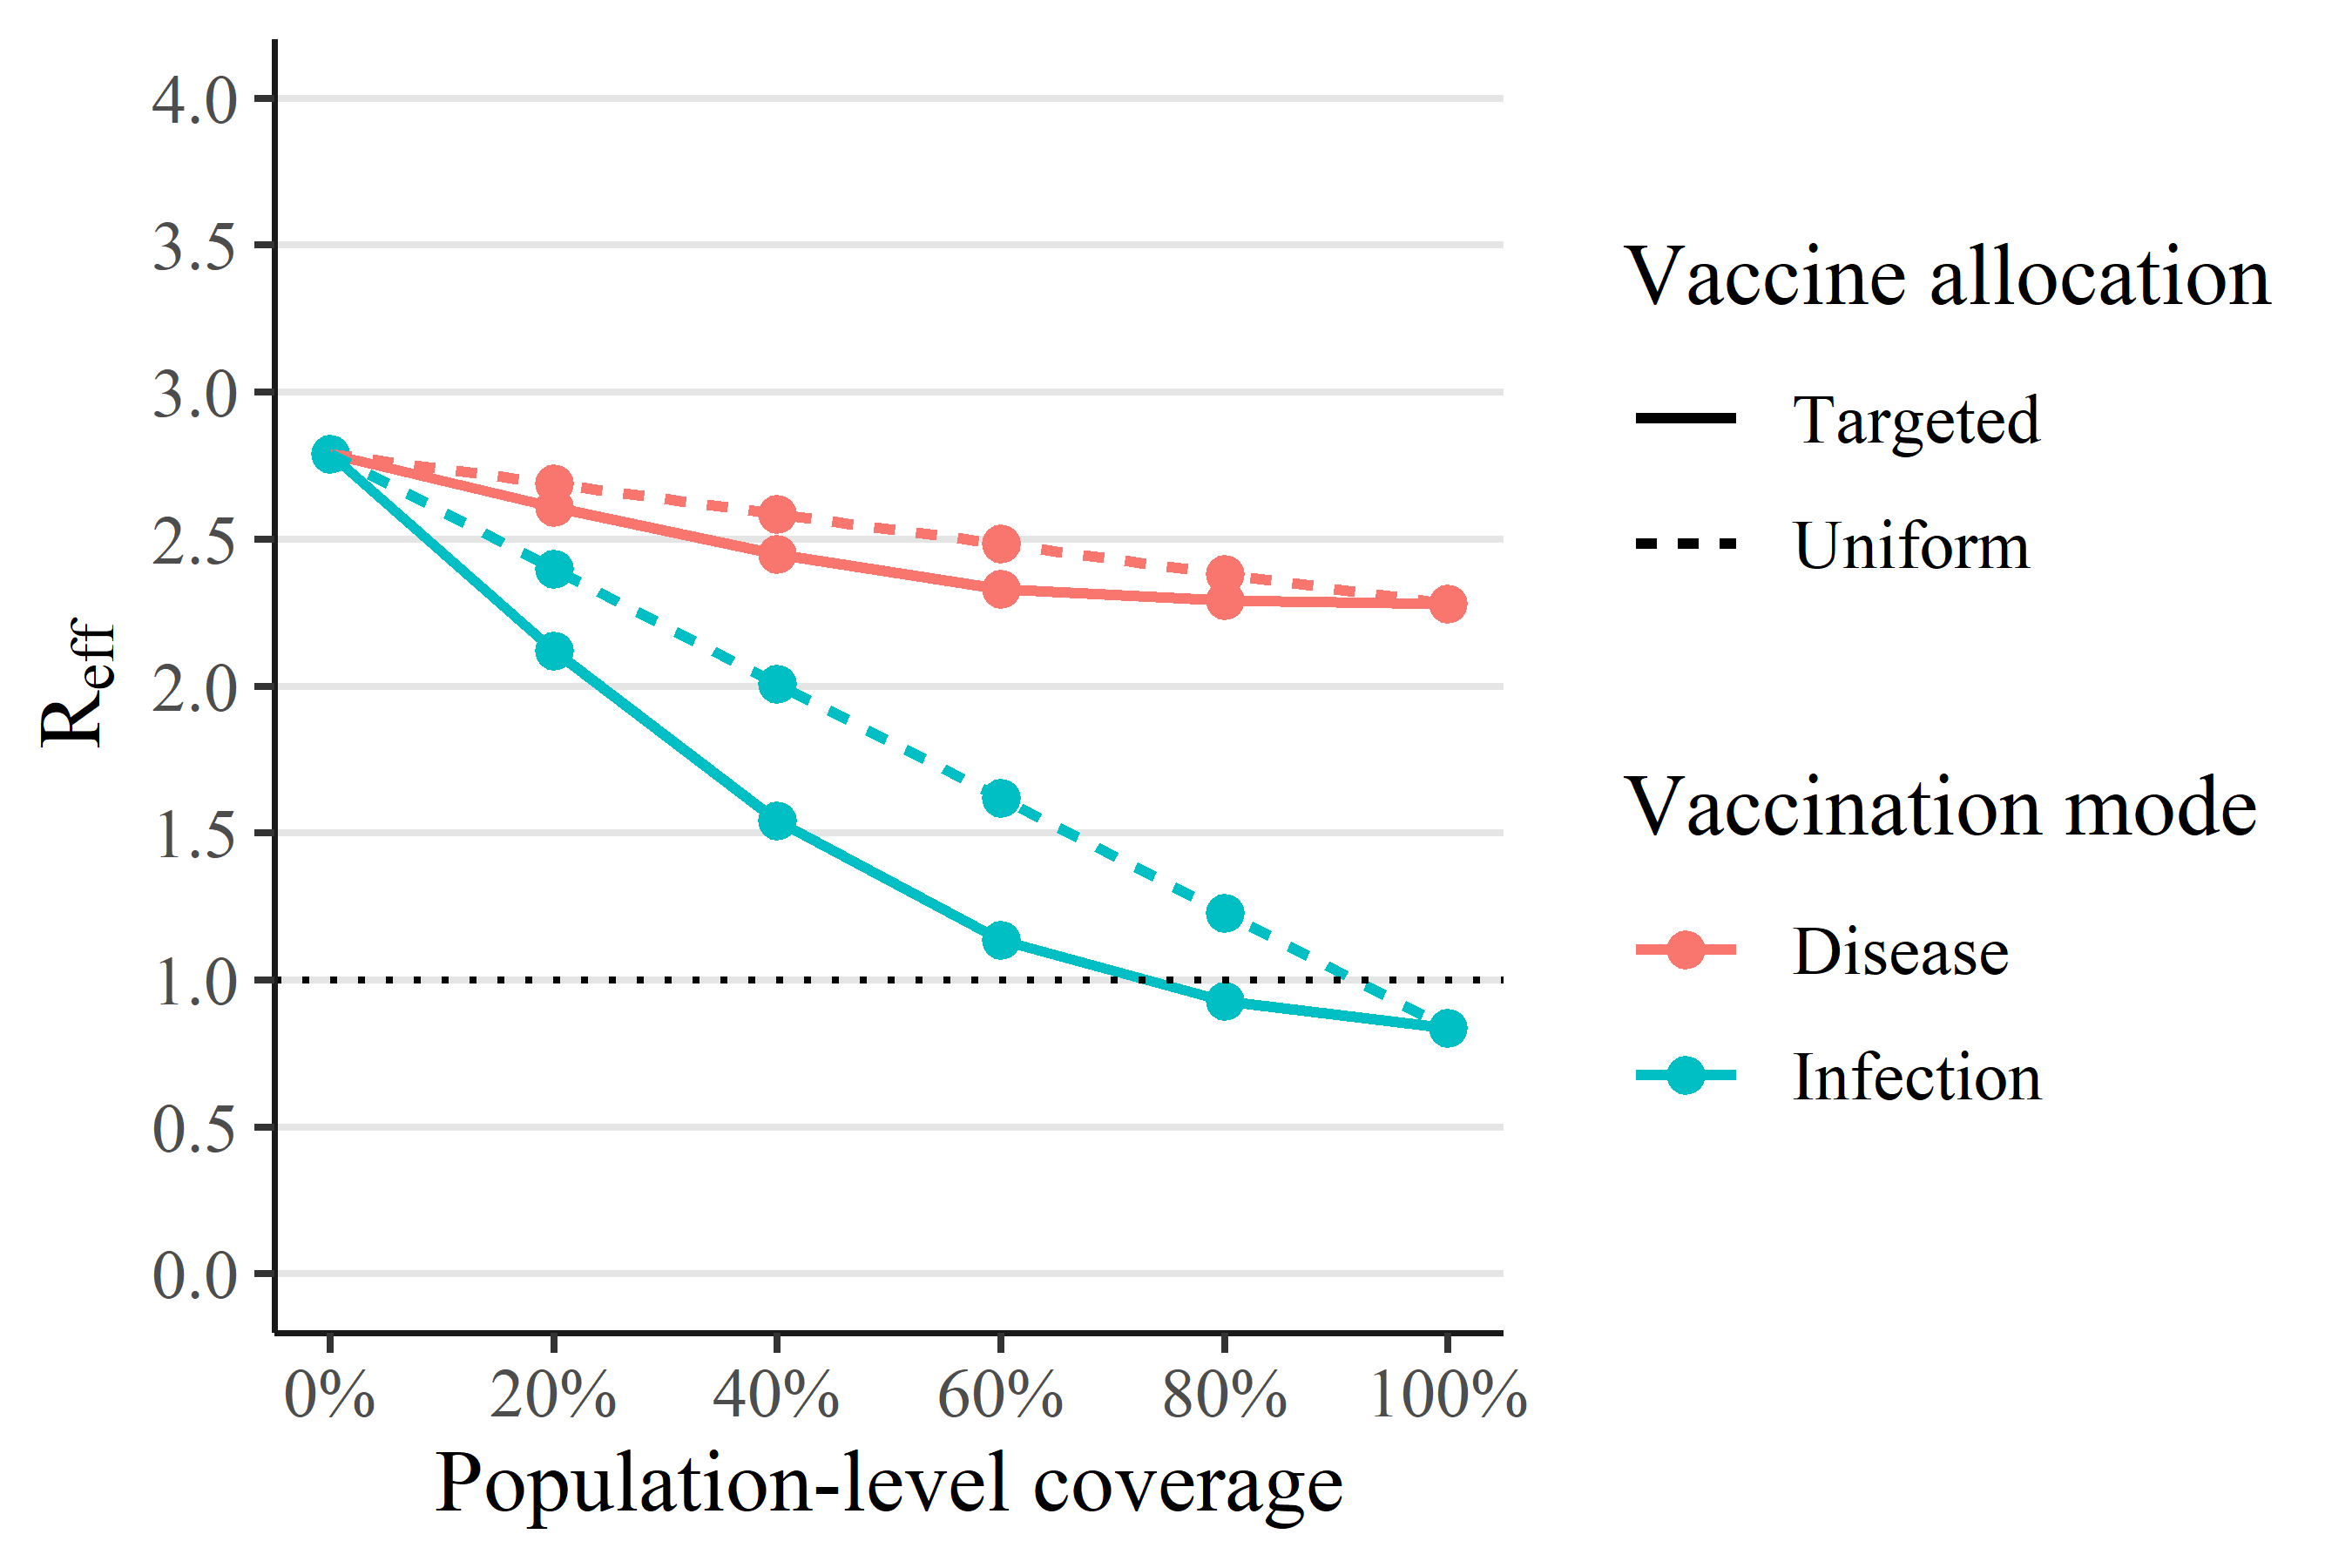 4.0
3.5
3.0
2.5
2.0
1.5
1.0
0.5
0.0
Reff
0% 20% 40% 60% 80% 100%
Population-level coverage
Vaccine allocation
Targeted
Uniform
Vaccination mode
Disease
Infection